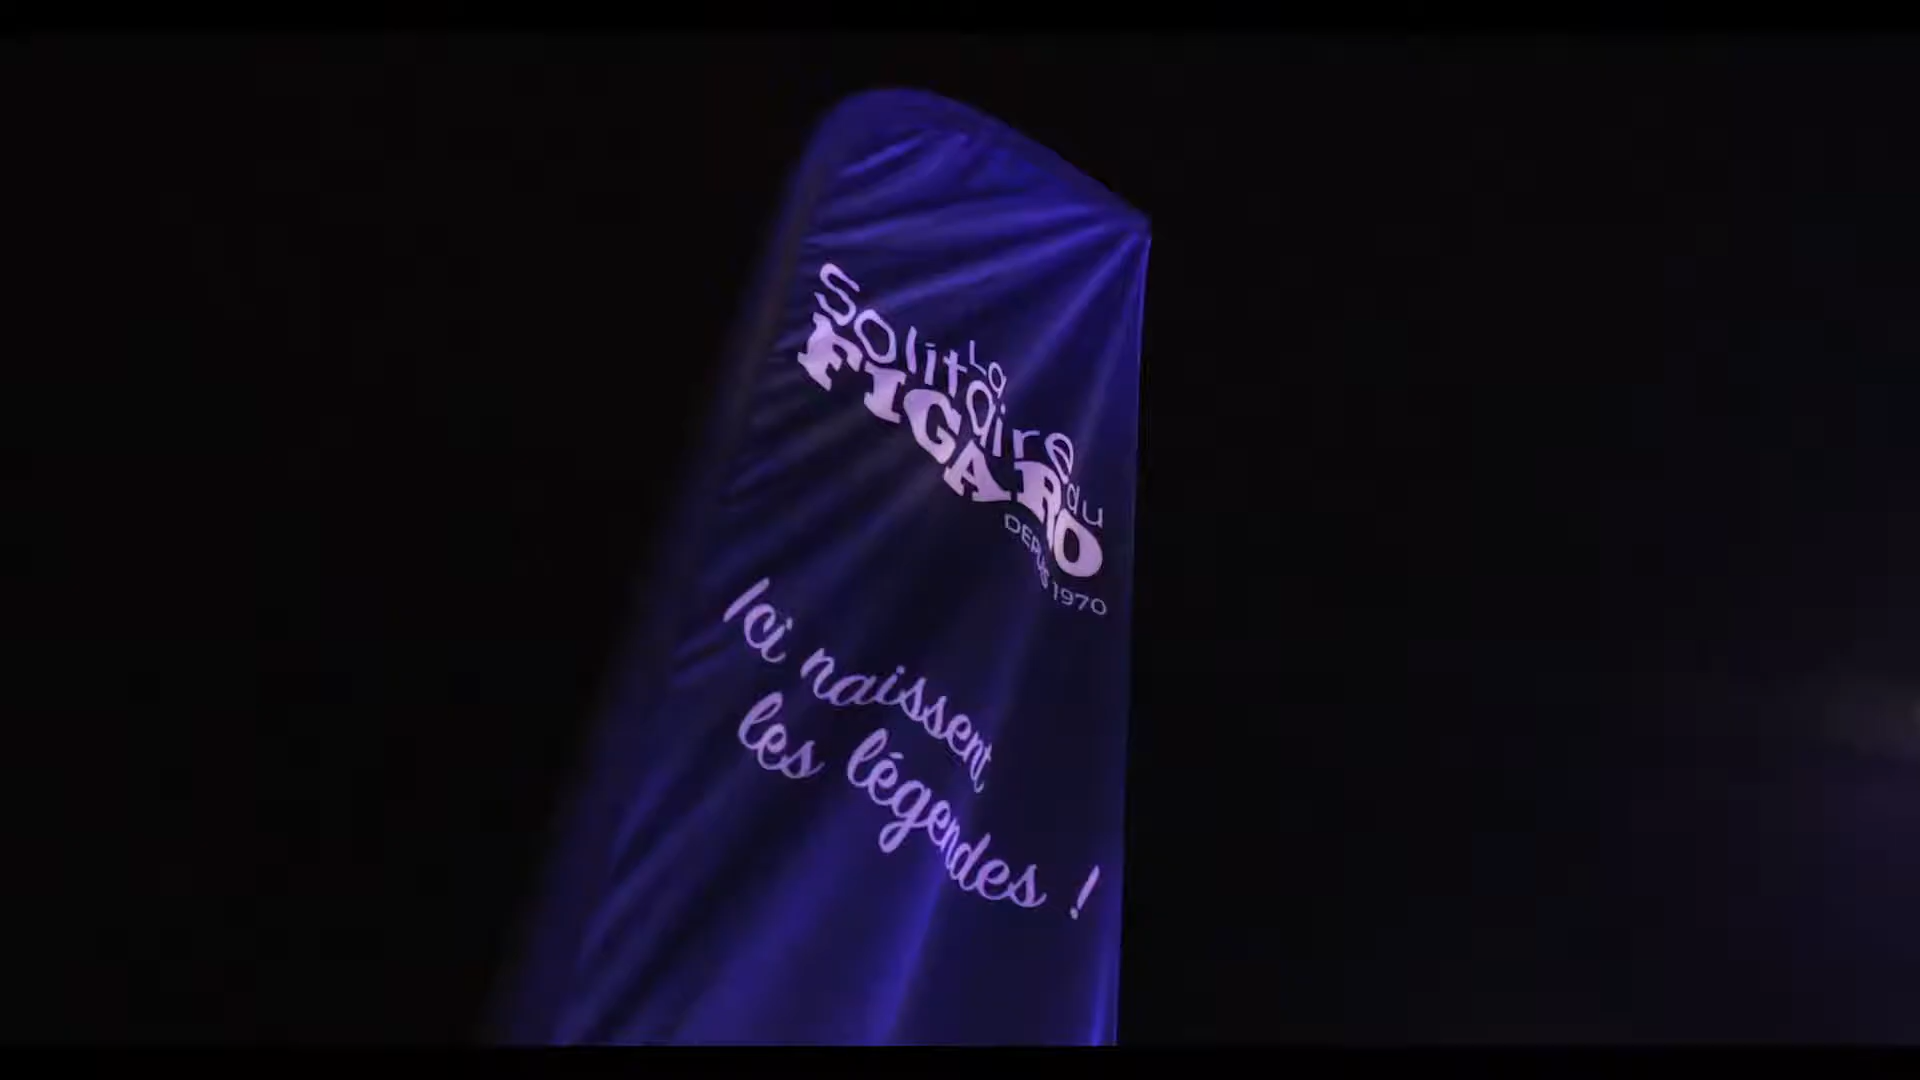 La
Solitaire du
FIGARO
DEPUIS 1970
Ici naissent
les légendes !